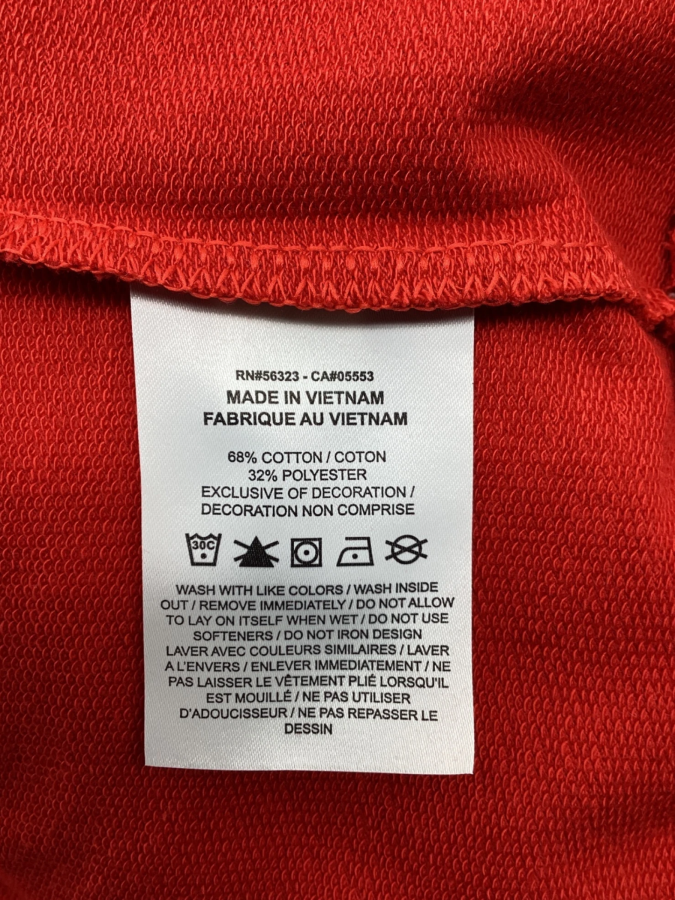 RN#56323 - CA#05553
MADE IN VIETNAM
FABRIQUE AU VIETNAM
68% COTTON / COTON
32% POLYESTER
EXCLUSIVE OF DECORATION /
DECORATION NON COMPRISE
30C
WASH WITH LIKE COLORS / WASH INSIDE
OUT / REMOVE IMMEDIATELY / DO NOT ALLOW
TO LAY ON ITSELF WHEN WET / DO NOT USE
SOFTENERS / DO NOT IRON DESIGN
LAVER AVEC COULEURS SIMILAIRES / LAVER
A L'ENVERS / ENLEVER IMMEDIATEMENT / NE
PAS LAISSER LE VÊTEMENT PLIÉ LORSQU'IL
EST MOUILLÉ / NE PAS UTILISER
D'ADOUCISSEUR / NE PAS REPASSER LE
DESSIN